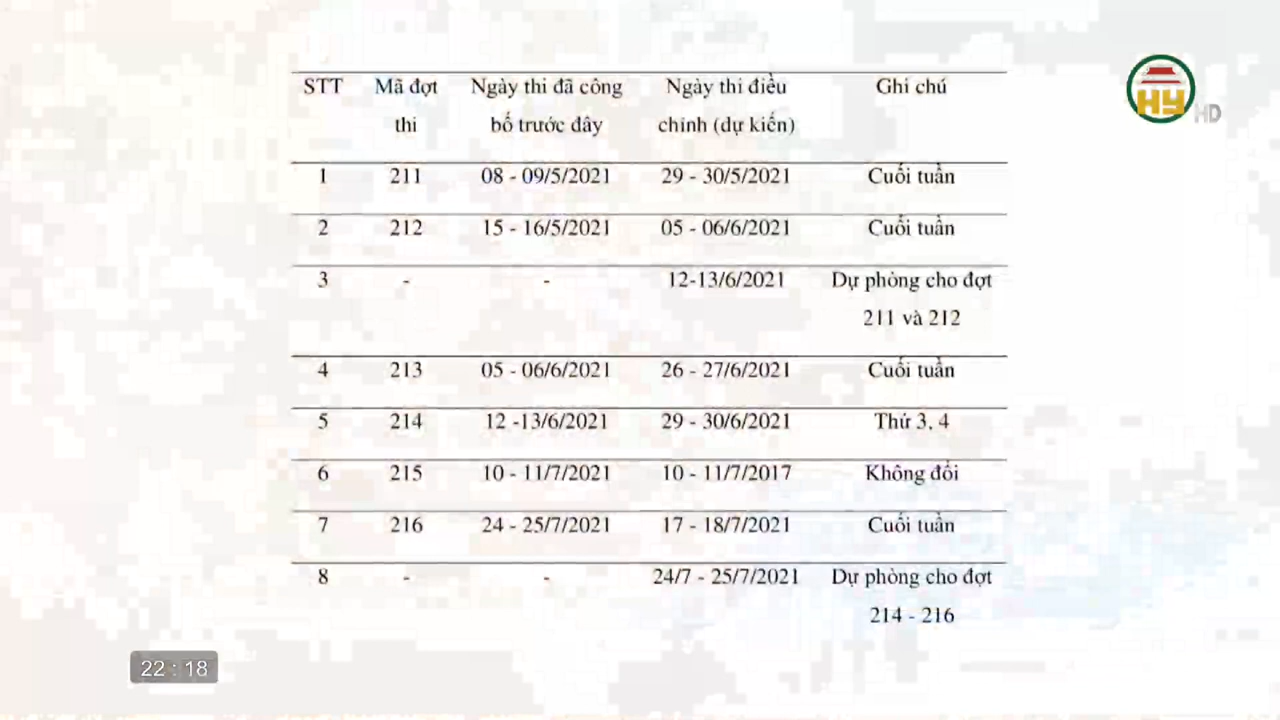 STT Mã đợt thi Ngày thi đã công bố trước đây Ngày thi điều chỉnh (dự kiến) Ghi chú
1 211 08 - 09/5/2021 29 - 30/5/2021 Cuối tuần
2 212 15 - 16/5/2021 05 - 06/6/2021 Cuối tuần
3 - - 12-13/6/2021 Dự phòng cho đợt 211 và 212
4 213 05 - 06/6/2021 26 - 27/6/2021 Cuối tuần
5 214 12 -13/6/2021 29 - 30/6/2021 Thứ 3, 4
6 215 10 - 11/7/2021 10 - 11/7/2017 Không đổi
7 216 24 - 25/7/2021 17 - 18/7/2021 Cuối tuần
8 - - 24/7 - 25/7/2021 Dự phòng cho đợt 214 - 216
HY HD
22 : 18